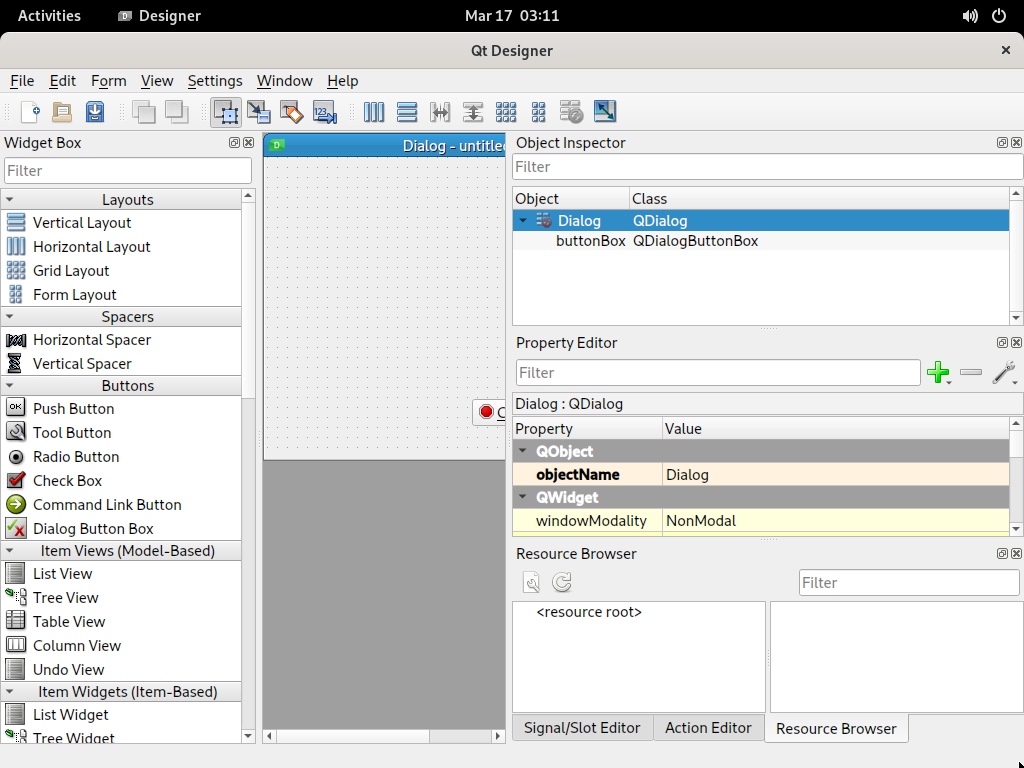 Activities
Designer
Mar 17 03:11
Qt Designer
File Edit Form View Settings Window Help
Widget Box
Filter
Layouts
Vertical Layout
Horizontal Layout
Grid Layout
Form Layout
Spacers
Horizontal Spacer
Vertical Spacer
Buttons
Push Button
Tool Button
Radio Button
Check Box
Command Link Button
Dialog Button Box
Item Views (Model-Based)
List View
Tree View
Table View
Column View
Undo View
Item Widgets (Item-Based)
List Widget
Tree Widget
Dialog - untitled
Object Inspector
Filter
Object Class
Dialog QDialog
buttonBox QDialogButtonBox
Property Editor
Filter
Dialog : QDialog
Property Value
QObject
objectName Dialog
QWidget
windowModality NonModal
Resource Browser
Filter
<resource root>
Signal/Slot Editor Action Editor Resource Browser